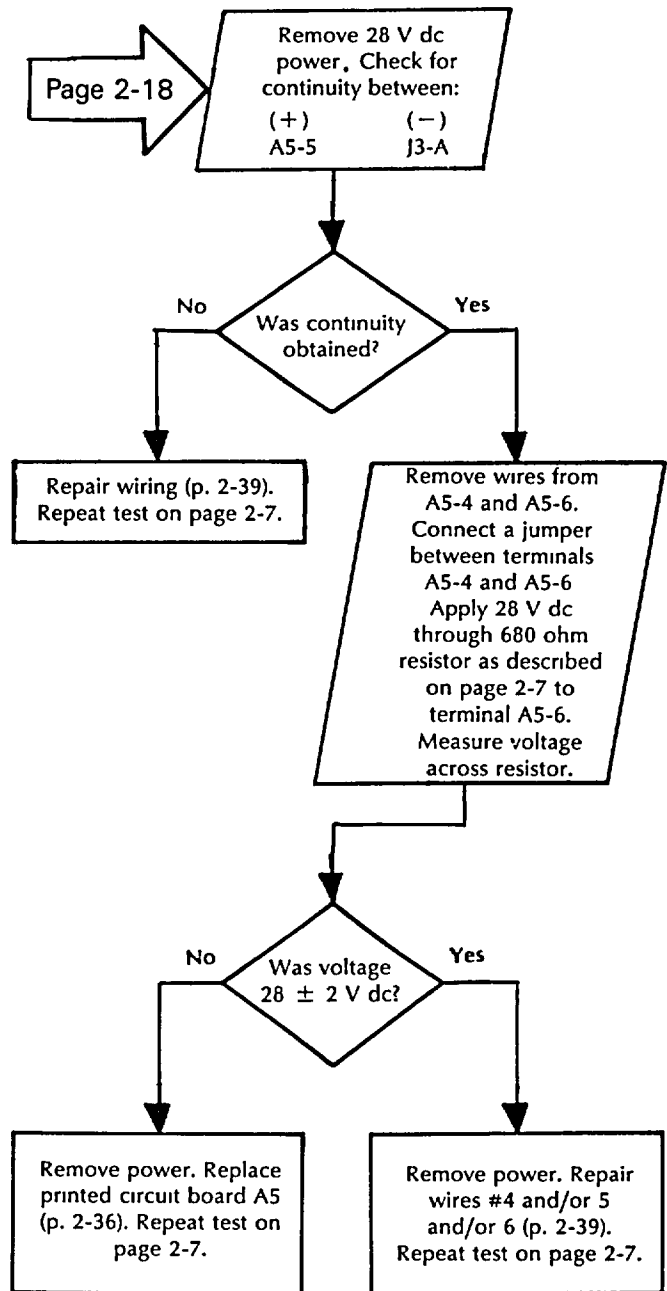 Page 2-18
Remove 28 V dc
power. Check for
continuity between:
(+) (−)
A5-5 J3-A
Was continuity
obtained?
No
Yes
Repair wiring (p. 2-39).
Repeat test on page 2-7.
Remove wires from
A5-4 and A5-6.
Connect a jumper
between terminals
A5-4 and A5-6
Apply 28 V dc
through 680 ohm
resistor as described
on page 2-7 to
terminal A5-6.
Measure voltage
across resistor.
Was voltage
28 ± 2 V dc?
No
Yes
Remove power. Replace
printed circuit board A5
(p. 2-36). Repeat test on
page 2-7.
Remove power. Repair
wires #4 and/or 5
and/or 6 (p. 2-39).
Repeat test on page 2-7.